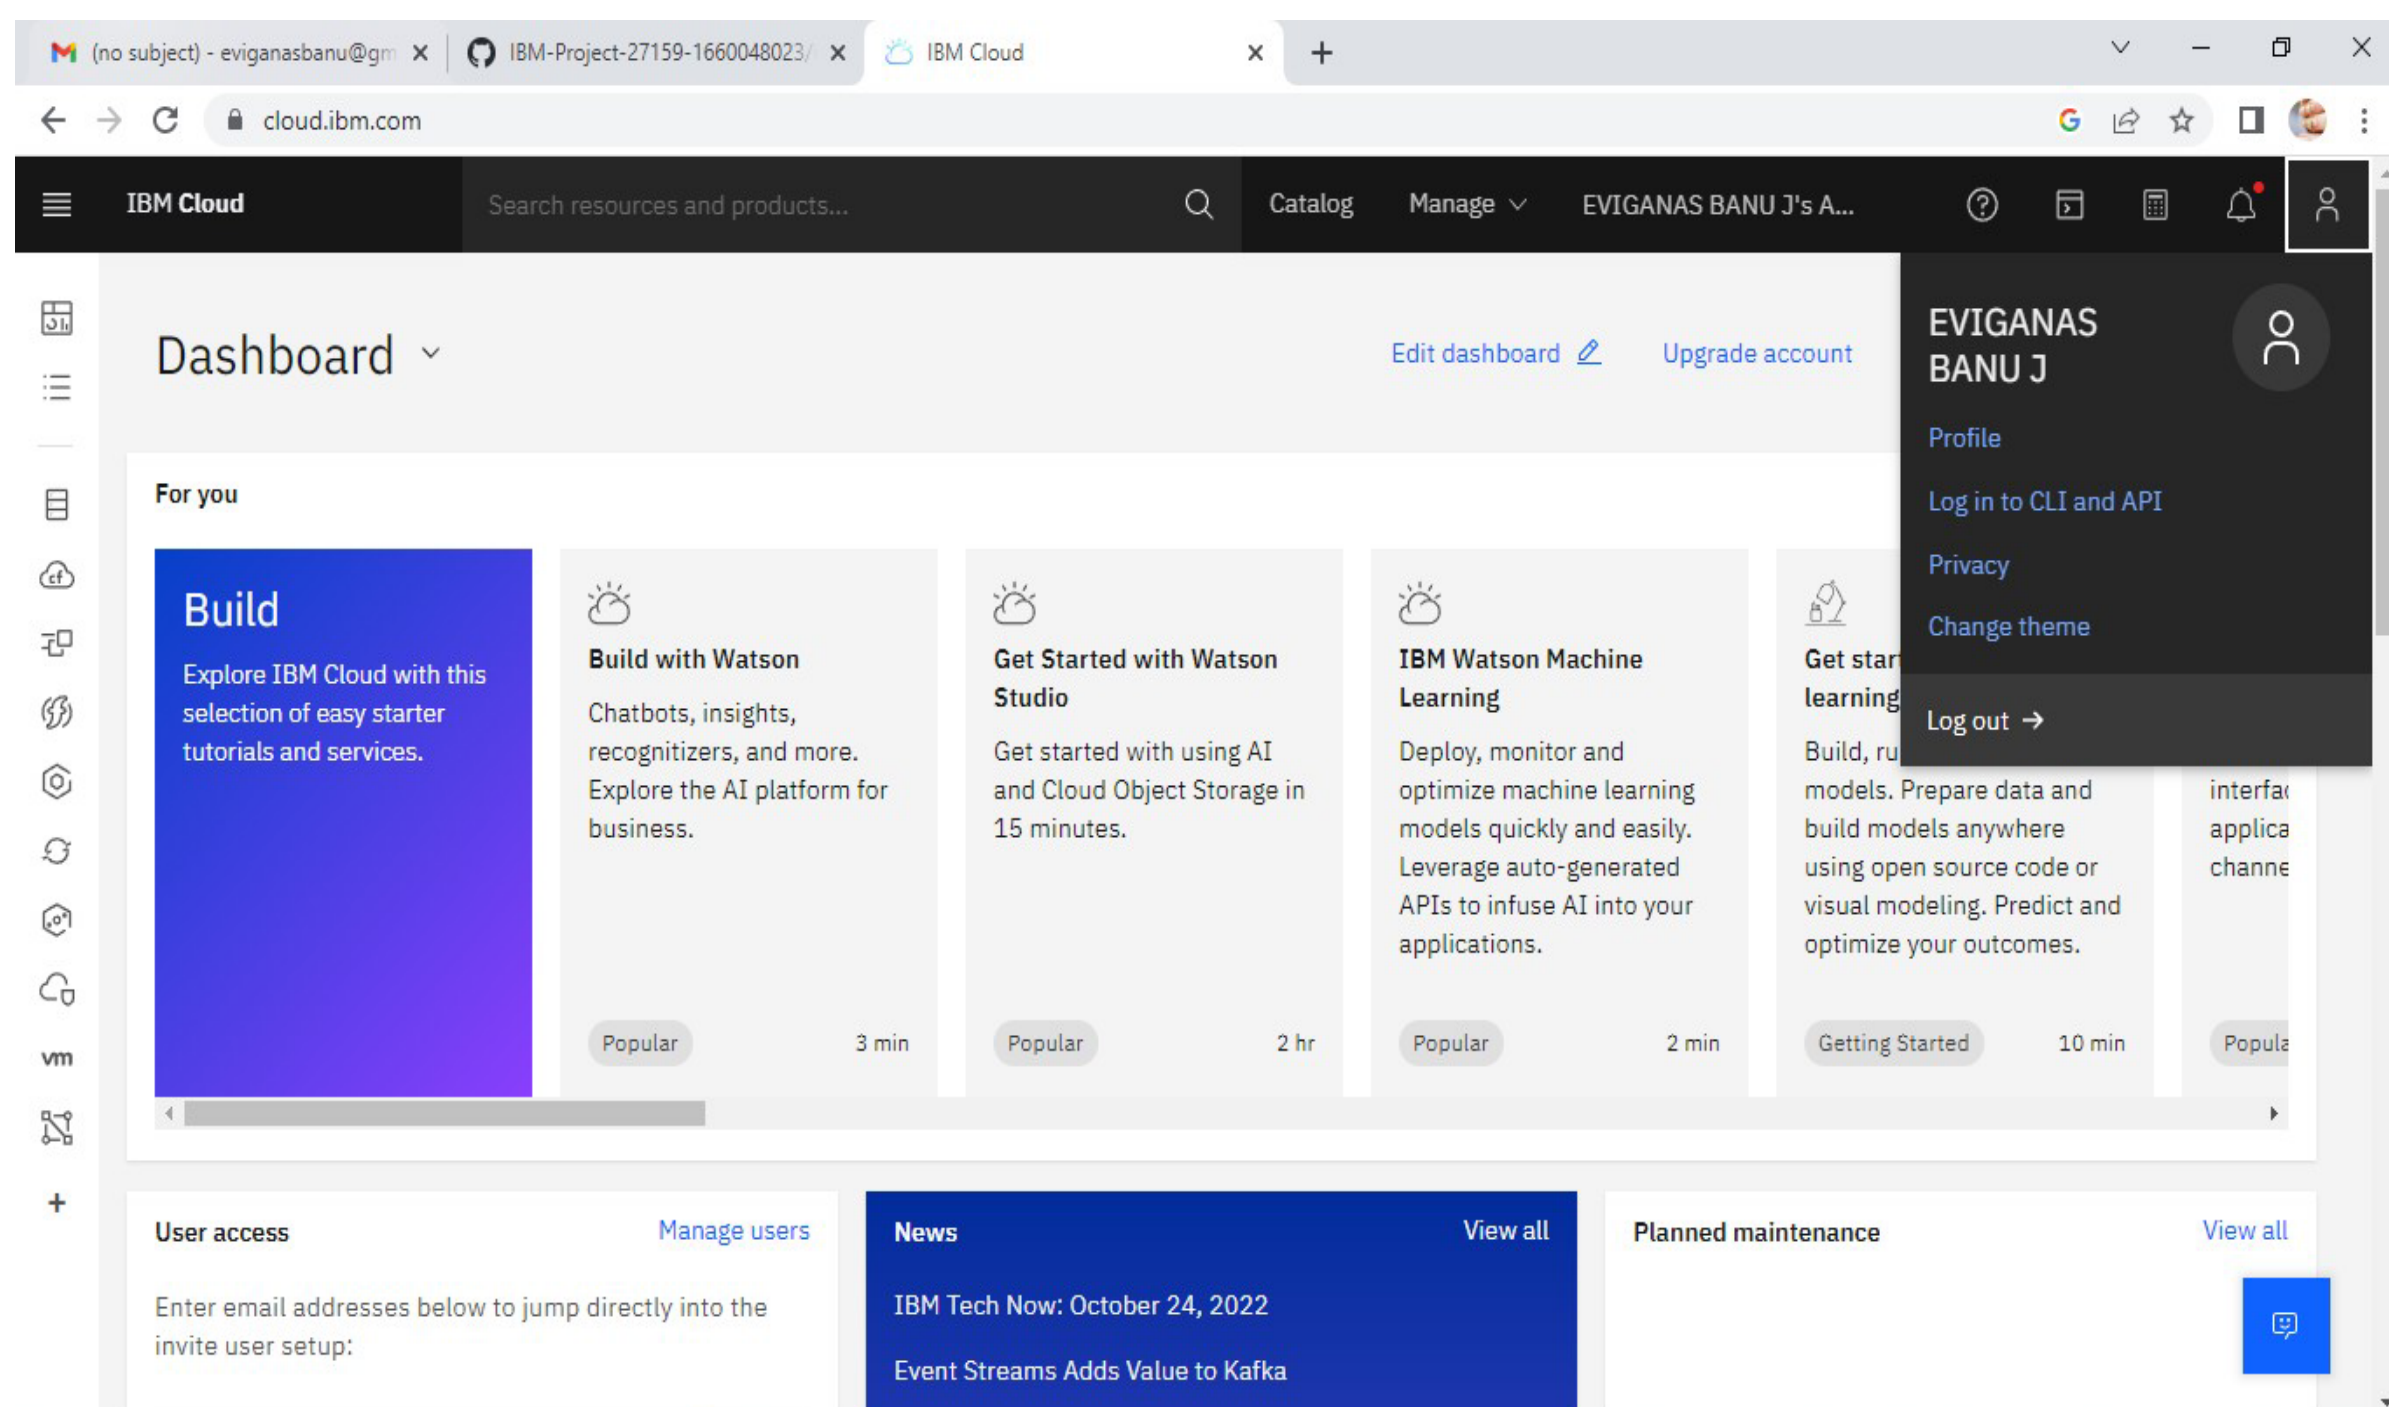 (no subject) - eviganasbanu@gm
IBM-Project-27159-1660048023/
IBM Cloud
cloud.ibm.com
IBM Cloud
Search resources and products...
Catalog
Manage
EVIGANAS BANU J's A...
Dashboard
Edit dashboard
Upgrade account
EVIGANAS
BANU J
Profile
Log in to CLI and API
Privacy
Change theme
Log out →
For you
Build
Explore IBM Cloud with this
selection of easy starter
tutorials and services.
Build with Watson
Chatbots, insights,
recognitizers, and more.
Explore the AI platform for
business.
Popular
3 min
Get Started with Watson
Studio
Get started with using AI
and Cloud Object Storage in
15 minutes.
Popular
2 hr
IBM Watson Machine
Learning
Deploy, monitor and
optimize machine learning
models quickly and easily.
Leverage auto-generated
APIs to infuse AI into your
applications.
Popular
2 min
Get star
learning
Build, ru
models. Prepare data and
build models anywhere
using open source code or
visual modeling. Predict and
optimize your outcomes.
Getting Started
10 min
interfa
applica
channe
Popula
cf
vm
User access
Manage users
Enter email addresses below to jump directly into the
invite user setup:
News
View all
IBM Tech Now: October 24, 2022
Event Streams Adds Value to Kafka
Planned maintenance
View all